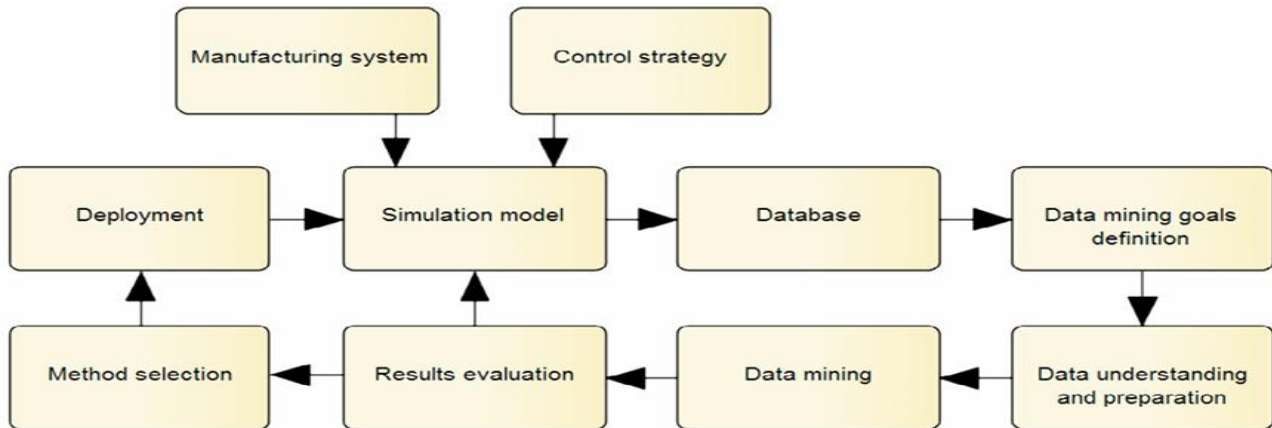 Manufacturing system
Control strategy
Deployment
Simulation model
Database
Data mining goals
definition
Method selection
Results evaluation
Data mining
Data understanding
and preparation